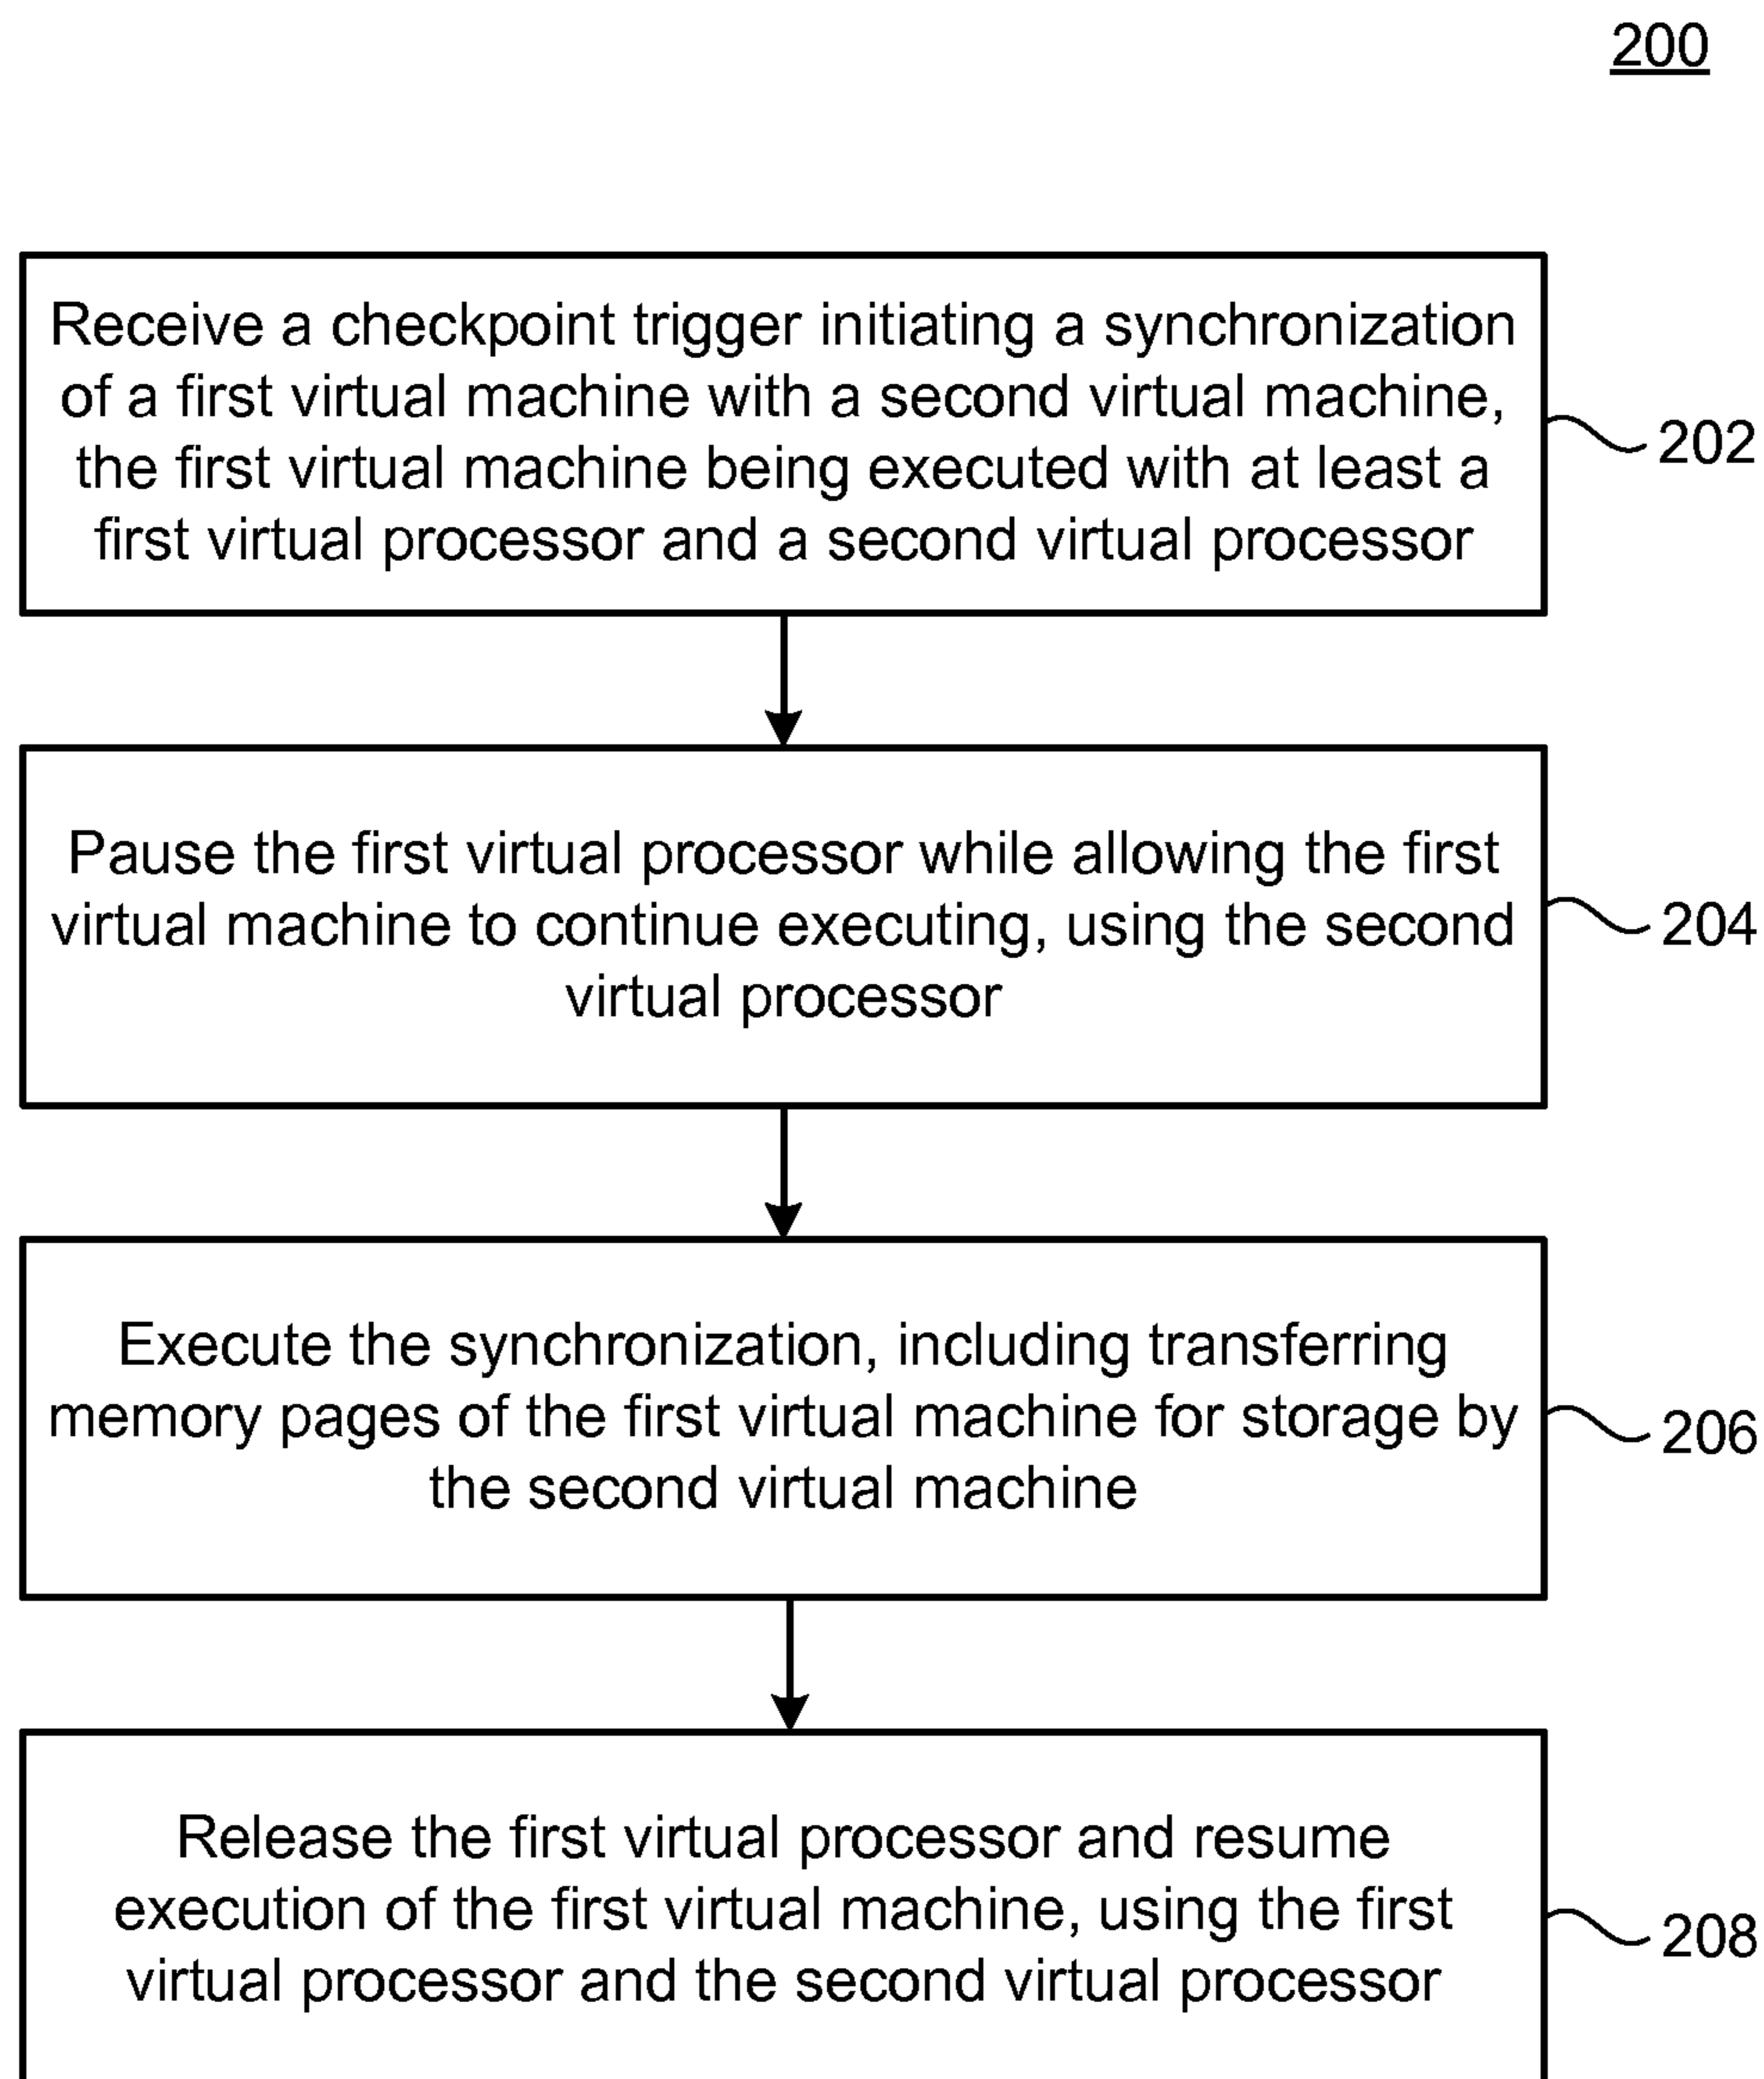 200
Receive a checkpoint trigger initiating a synchronization
of a first virtual machine with a second virtual machine,
the first virtual machine being executed with at least a
first virtual processor and a second virtual processor
202
Pause the first virtual processor while allowing the first
virtual machine to continue executing, using the second
virtual processor
204
Execute the synchronization, including transferring
memory pages of the first virtual machine for storage by
the second virtual machine
206
Release the first virtual processor and resume
execution of the first virtual machine, using the first
virtual processor and the second virtual processor
208